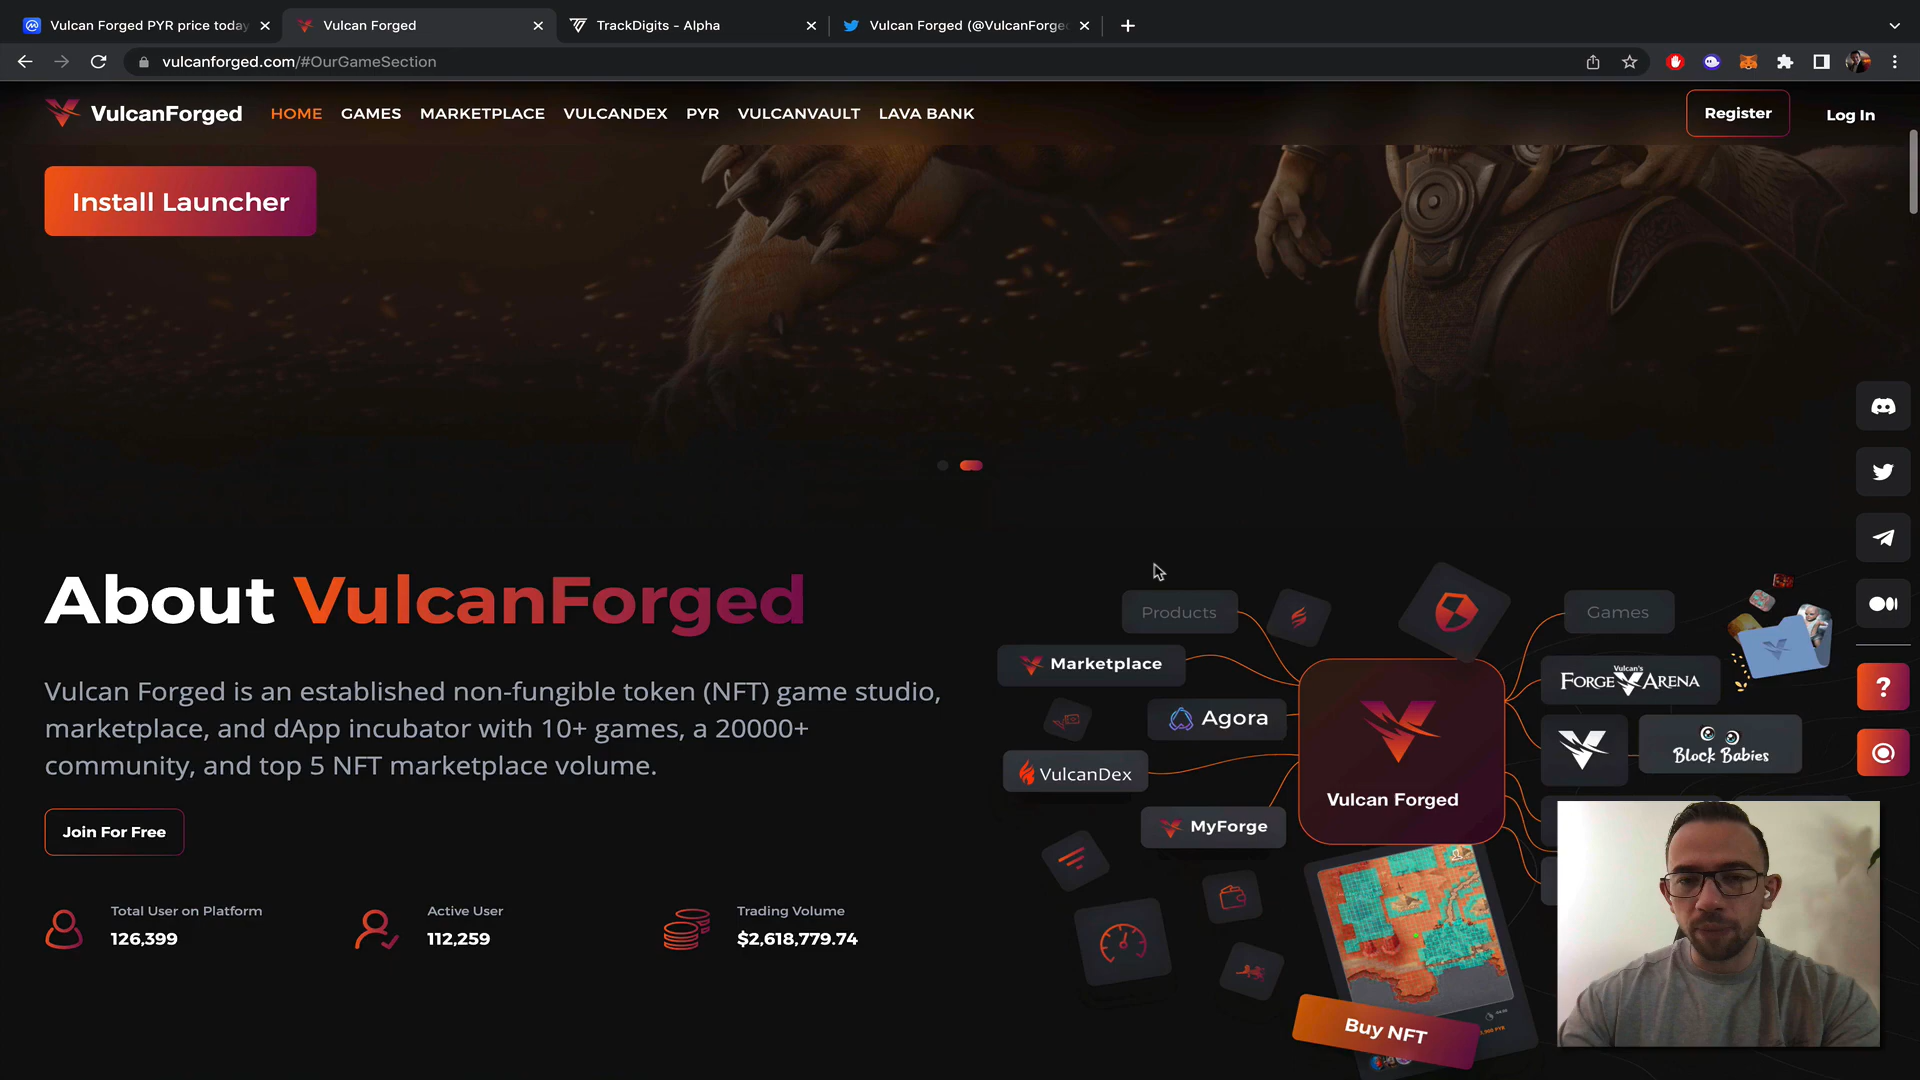 Vulcan Forged PYR price today
Vulcan Forged
TrackDigits - Alpha
Vulcan Forged (@VulcanForge
vulcanforged.com/#OurGameSection
VulcanForged
HOME
GAMES
MARKETPLACE
VULCANDEX
PYR
VULCANVAULT
LAVA BANK
Register
Log In
Install Launcher
About VulcanForged
Vulcan Forged is an established non-fungible token (NFT) game studio,
marketplace, and dApp incubator with 10+ games, a 20000+
community, and top 5 NFT marketplace volume.
Join For Free
Total User on Platform
126,399
Active User
112,259
Trading Volume
$2,618,779.74
Products
Marketplace
Agora
VulcanDex
MyForge
Vulcan Forged
Games
Vulcan's
FORGE ARENA
BLOCK BABIES
Buy NFT
?